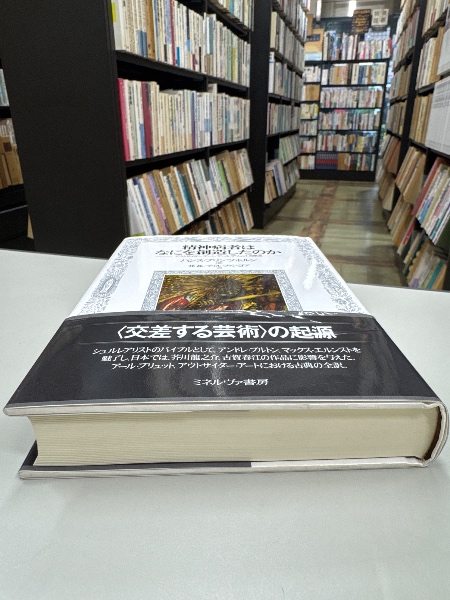 精神病者は
なにを創造したのか
ハンス・プリンツホルン
〈交差する芸術〉の起源
シュルレアリストのバイブルとして、アンドレ・ブルトン、マックス・エルンストを
魅了し、日本では、芥川龍之介、古賀春江の作品に影響を与えた、
アール・ブリュット、アウトサイダー・アートにおける古典の全訳。
ミネルヴァ書房